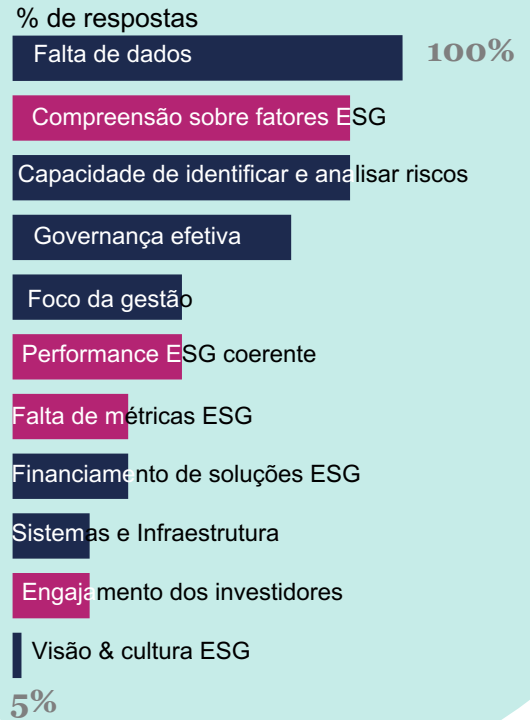 % de respostas
Falta de dados
100%
Compreensão sobre fatores ESG
Capacidade de identificar e analisar riscos
Governança efetiva
Foco da gestão
Performance ESG coerente
Falta de métricas ESG
Financiamento de soluções ESG
Sistemas e Infraestrutura
Engajamento dos investidores
Visão & cultura ESG
5%